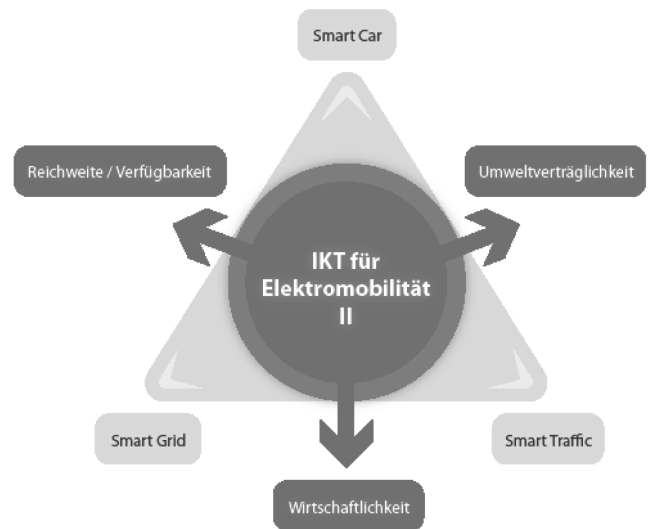 Smart Car
Reichweite / Verfügbarkeit
Umweltverträglichkeit
IKT für
Elektromobilität
II
Smart Grid
Smart Traffic
Wirtschaftlichkeit